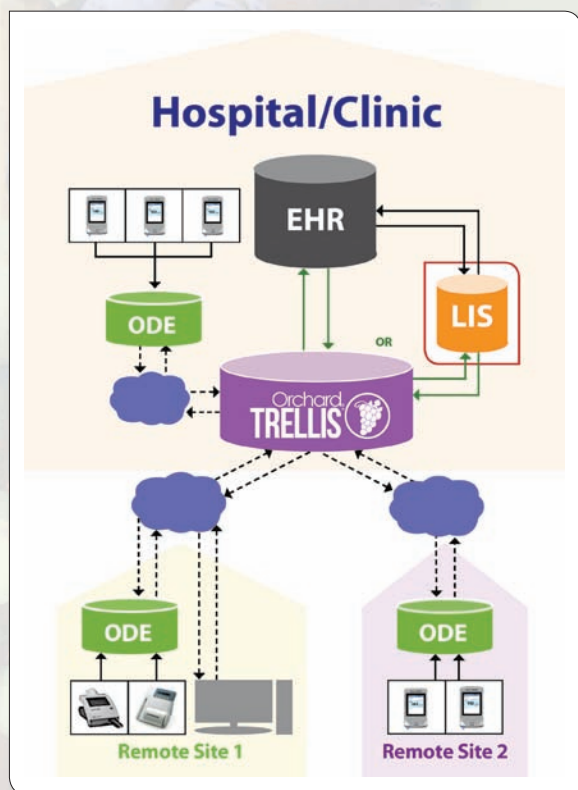 Hospital/Clinic
EHR
ODE
LIS
OR
Orchard
TRELLIS
ODE
ODE
Remote Site 1
Remote Site 2